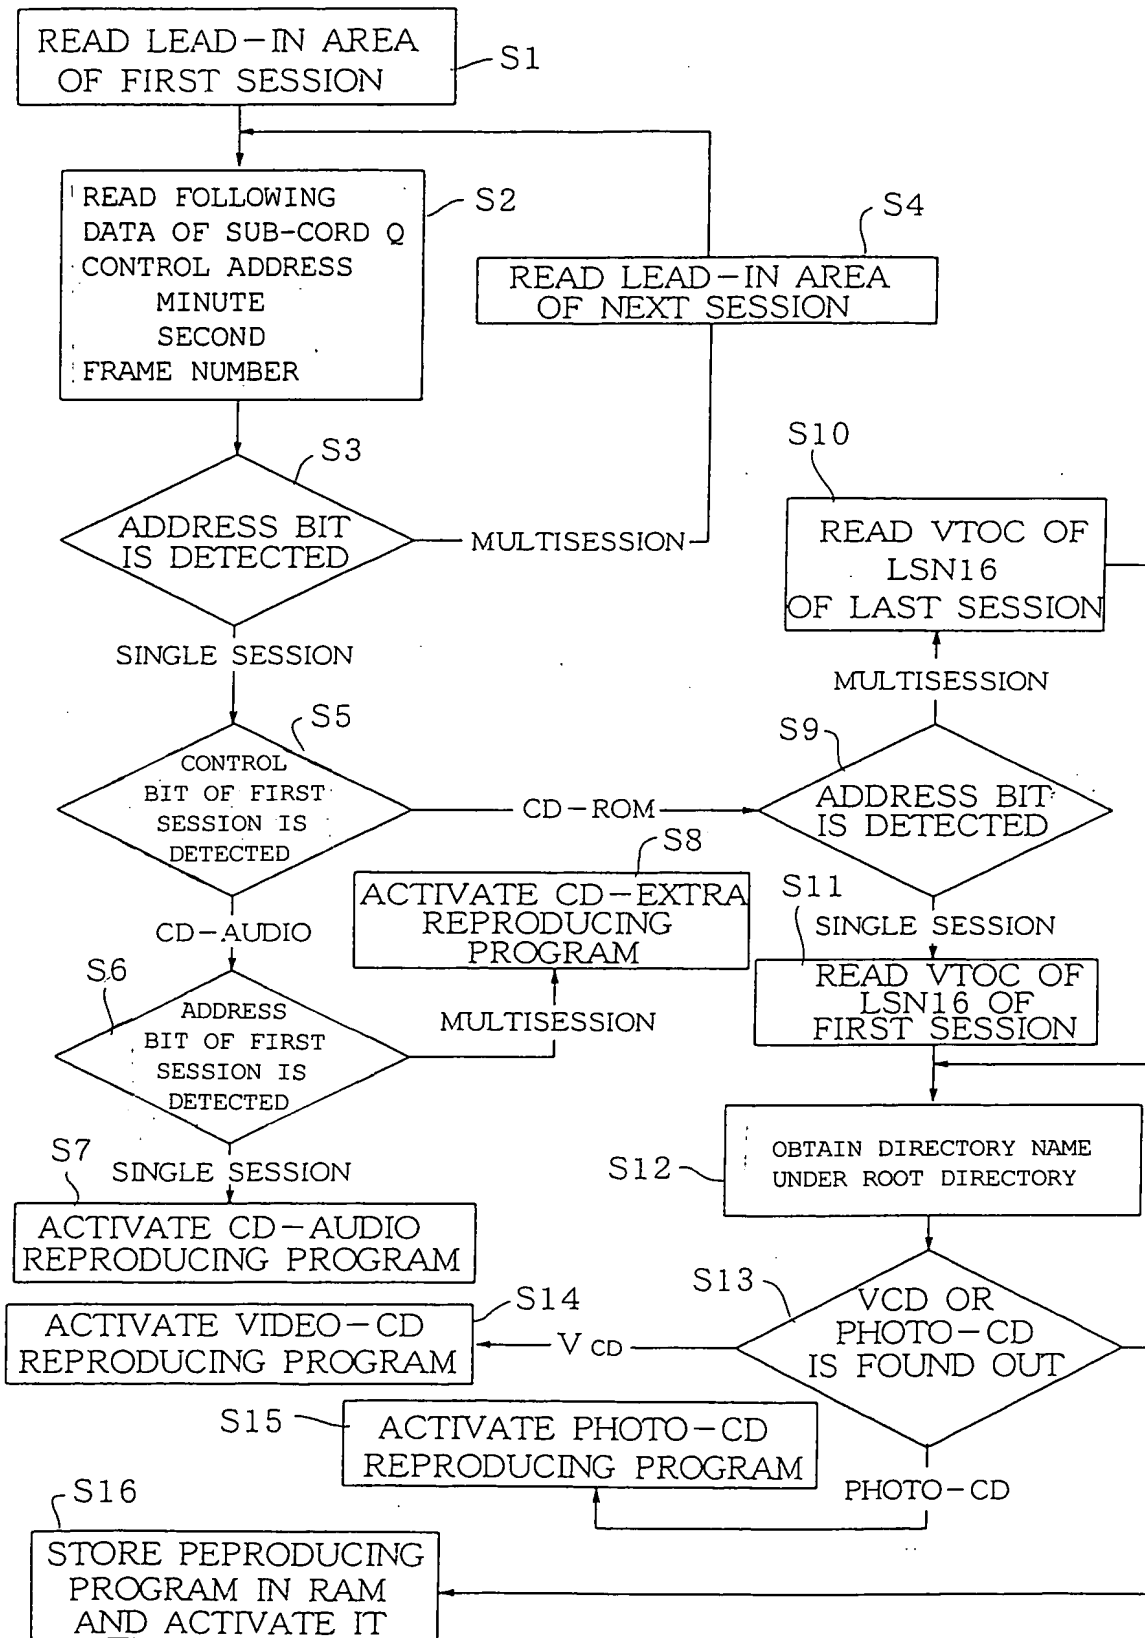 READ LEAD-IN AREA
OF FIRST SESSION
S1
READ FOLLOWING
DATA OF SUB-CORD Q
CONTROL ADDRESS
MINUTE
SECOND
FRAME NUMBER
S2
S4
READ LEAD-IN AREA
OF NEXT SESSION
S3
ADDRESS BIT
IS DETECTED
MULTISESSION
S10
READ VTOC OF
LSN16
OF LAST SESSION
SINGLE SESSION
MULTISESSION
S5
CONTROL
BIT OF FIRST
SESSION IS
DETECTED
CD-ROM
S9
ADDRESS BIT
IS DETECTED
S8
ACTIVATE CD-EXTRA
REPRODUCING
PROGRAM
CD-AUDIO
MULTISESSION
S11
SINGLE SESSION
READ VTOC OF
LSN16 OF
FIRST SESSION
S6
ADDRESS
BIT OF FIRST
SESSION IS
DETECTED
S7
SINGLE SESSION
ACTIVATE CD-AUDIO
REPRODUCING PROGRAM
S12
OBTAIN DIRECTORY NAME
UNDER ROOT DIRECTORY
S13
VCD OR
PHOTO-CD
IS FOUND OUT
S14
ACTIVATE VIDEO-CD
REPRODUCING PROGRAM
VCD
S15
ACTIVATE PHOTO-CD
REPRODUCING PROGRAM
PHOTO-CD
S16
STORE PEPRODUCING
PROGRAM IN RAM
AND ACTIVATE IT